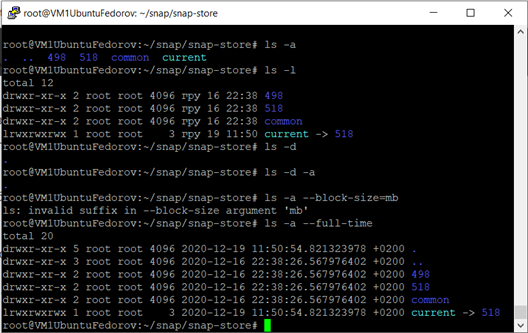 root@VM1UbuntuFedorov: ~/snap/snap-store
root@VM1UbuntuFedorov:~/snap/snap-store# ls -a
.  ..  498  518  common  current
root@VM1UbuntuFedorov:~/snap/snap-store# ls -l
total 12
drwxr-xr-x 2 root root 4096 гру 16 22:38 498
drwxr-xr-x 2 root root 4096 гру 16 22:38 518
drwxr-xr-x 2 root root 4096 гру 16 22:38 common
lrwxrwxrwx 1 root root    3 гру 19 11:50 current -> 518
root@VM1UbuntuFedorov:~/snap/snap-store# ls -d
.
root@VM1UbuntuFedorov:~/snap/snap-store# ls -d -a
.
root@VM1UbuntuFedorov:~/snap/snap-store# ls -a --block-size=mb
ls: invalid suffix in --block-size argument 'mb'
root@VM1UbuntuFedorov:~/snap/snap-store# ls -a --full-time
total 20
drwxr-xr-x 5 root root 4096 2020-12-19 11:50:54.821323978 +0200 .
drwxr-xr-x 3 root root 4096 2020-12-16 22:38:26.567976402 +0200 ..
drwxr-xr-x 2 root root 4096 2020-12-16 22:38:26.567976402 +0200 498
drwxr-xr-x 2 root root 4096 2020-12-16 22:38:26.567976402 +0200 518
drwxr-xr-x 2 root root 4096 2020-12-16 22:38:26.567976402 +0200 common
lrwxrwxrwx 1 root root    3 2020-12-19 11:50:54.821323978 +0200 current -> 518
root@VM1UbuntuFedorov:~/snap/snap-store#